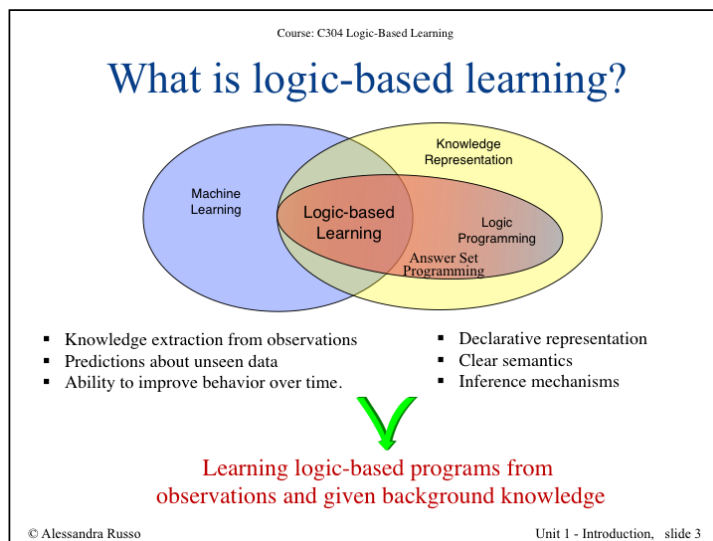 Course: C304 Logic-Based Learning
What is logic-based learning?
Knowledge
Representation
Machine
Learning
Logic-based
Learning
Logic
Programming
Answer Set
Programming
▪ Knowledge extraction from observations
▪ Predictions about unseen data
▪ Ability to improve behavior over time.
▪ Declarative representation
▪ Clear semantics
▪ Inference mechanisms
Learning logic-based programs from
observations and given background knowledge
© Alessandra Russo
Unit 1 - Introduction, slide 3